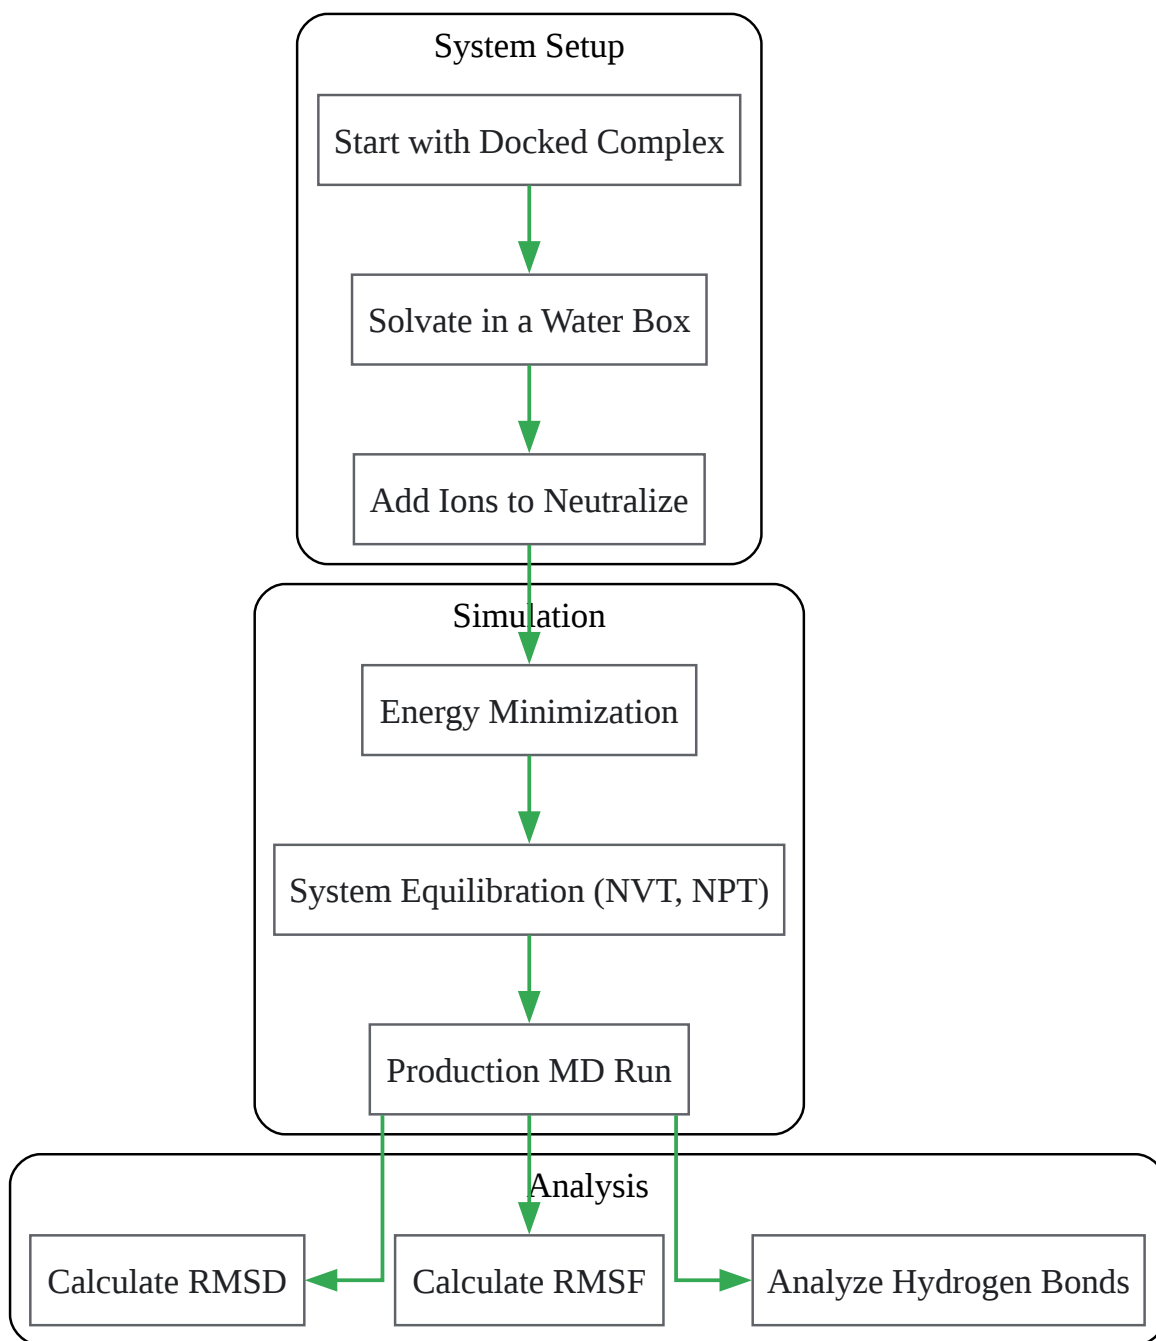 System Setup
Start with Docked Complex
Solvate in a Water Box
Add Ions to Neutralize
Simulation
Energy Minimization
System Equilibration (NVT, NPT)
Production MD Run
Analysis
Calculate RMSD
Calculate RMSF
Analyze Hydrogen Bonds